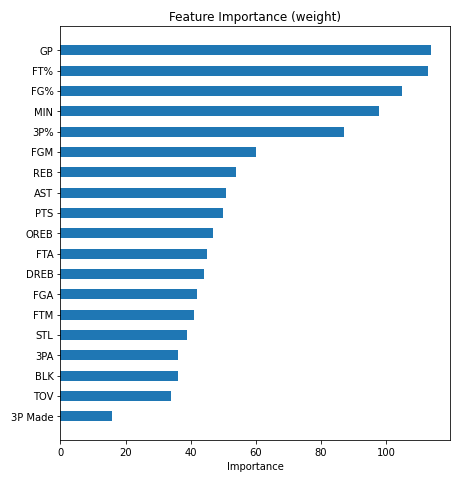 Feature Importance (weight)
GP
FT%
FG%
MIN
3P%
FGM
REB
AST
PTS
OREB
FTA
DREB
FGA
FTM
STL
3PA
BLK
TOV
3P Made
0 20 40 60 80 100
Importance